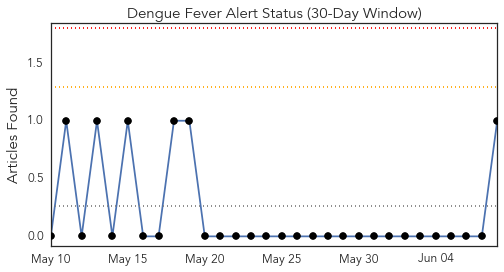 Dengue Fever Alert Status (30-Day Window)
Articles Found
1.5
1.0
0.5
0.0
May 10 May 15 May 20 May 25 May 30 Jun 04